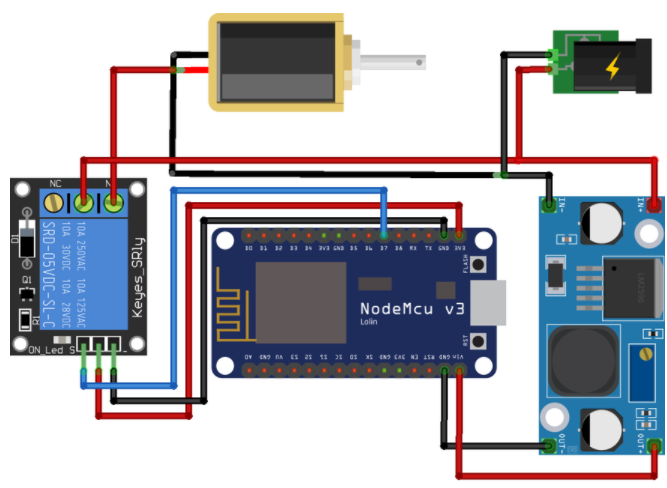 NC
N
IN -
IN +
D1
SRD-05VDC-SL-C
10A 250VAC 10A 125VAC
10A 30VDC 10A 28VDC
Keyes_SRly
Q1
R1
ON_Led S
D0 D1 D2 D3 D4 3V3 GND D5 D6 D7 D8 RX TX GND 3V3
FLASH
NodeMcu v3
Lolin
RST
A0 GND VU S3 S2 S1 SC S0 SK GND 3V3 EN RST GND Vin
OUT-
OUT+